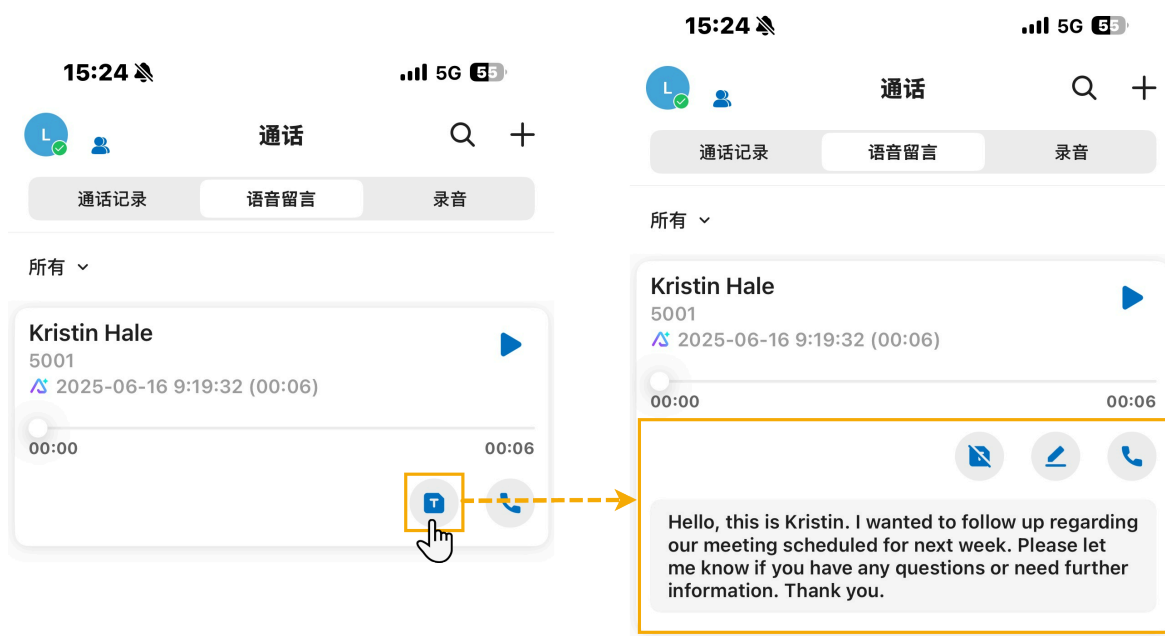 15:24
5G 55
L
通话
通话记录 语音留言 录音
所有
Kristin Hale
5001
2025-06-16 9:19:32 (00:06)
00:00 00:06
T
15:24
5G 55
L
通话
通话记录 语音留言 录音
所有
Kristin Hale
5001
2025-06-16 9:19:32 (00:06)
00:00 00:06
Hello, this is Kristin. I wanted to follow up regarding
our meeting scheduled for next week. Please let
me know if you have any questions or need further
information. Thank you.